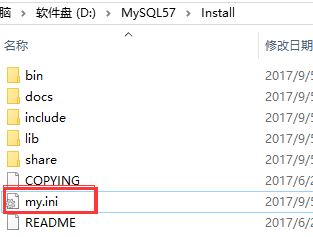 脑 › 软件盘 (D:) › MySQL57 › Install
名称 修改日期
bin 2017/9/5
docs 2017/9/5
include 2017/9/5
lib 2017/9/5
share 2017/9/5
COPYING 2017/6/2
my.ini 2017/9/5
README 2017/6/2